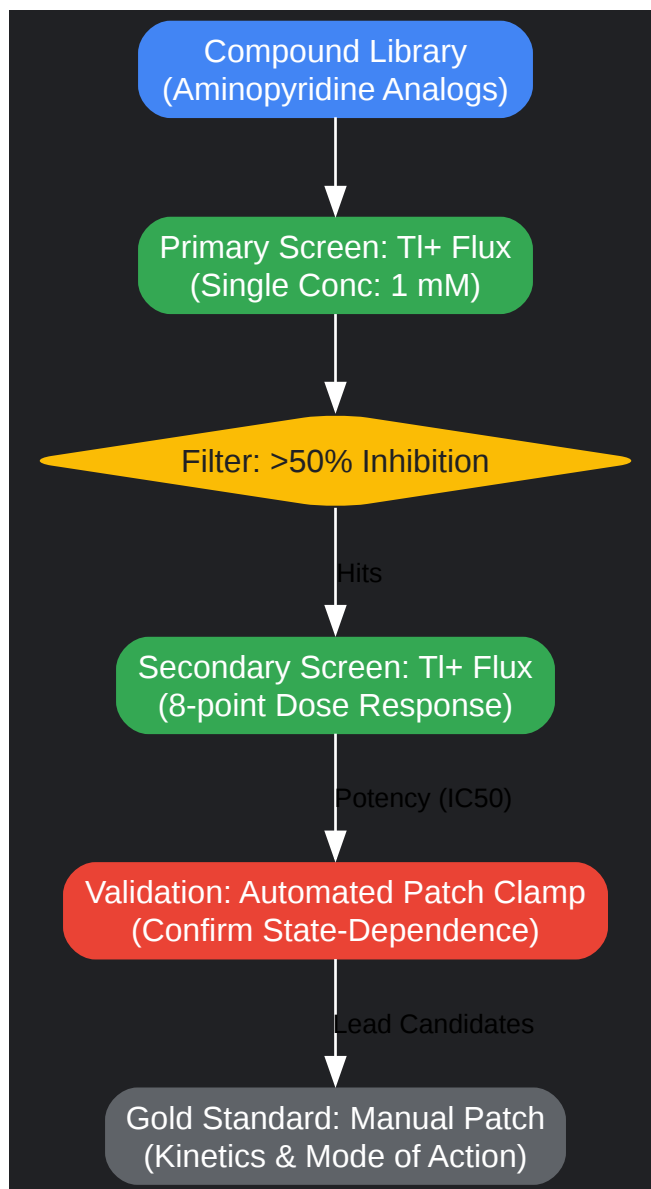 Compound Library
(Aminopyridine Analogs)
Primary Screen: Tl+ Flux
(Single Conc: 1 mM)
Filter: >50% Inhibition
Hits
Secondary Screen: Tl+ Flux
(8-point Dose Response)
Potency (IC50)
Validation: Automated Patch Clamp
(Confirm State-Dependence)
Lead Candidates
Gold Standard: Manual Patch
(Kinetics & Mode of Action)